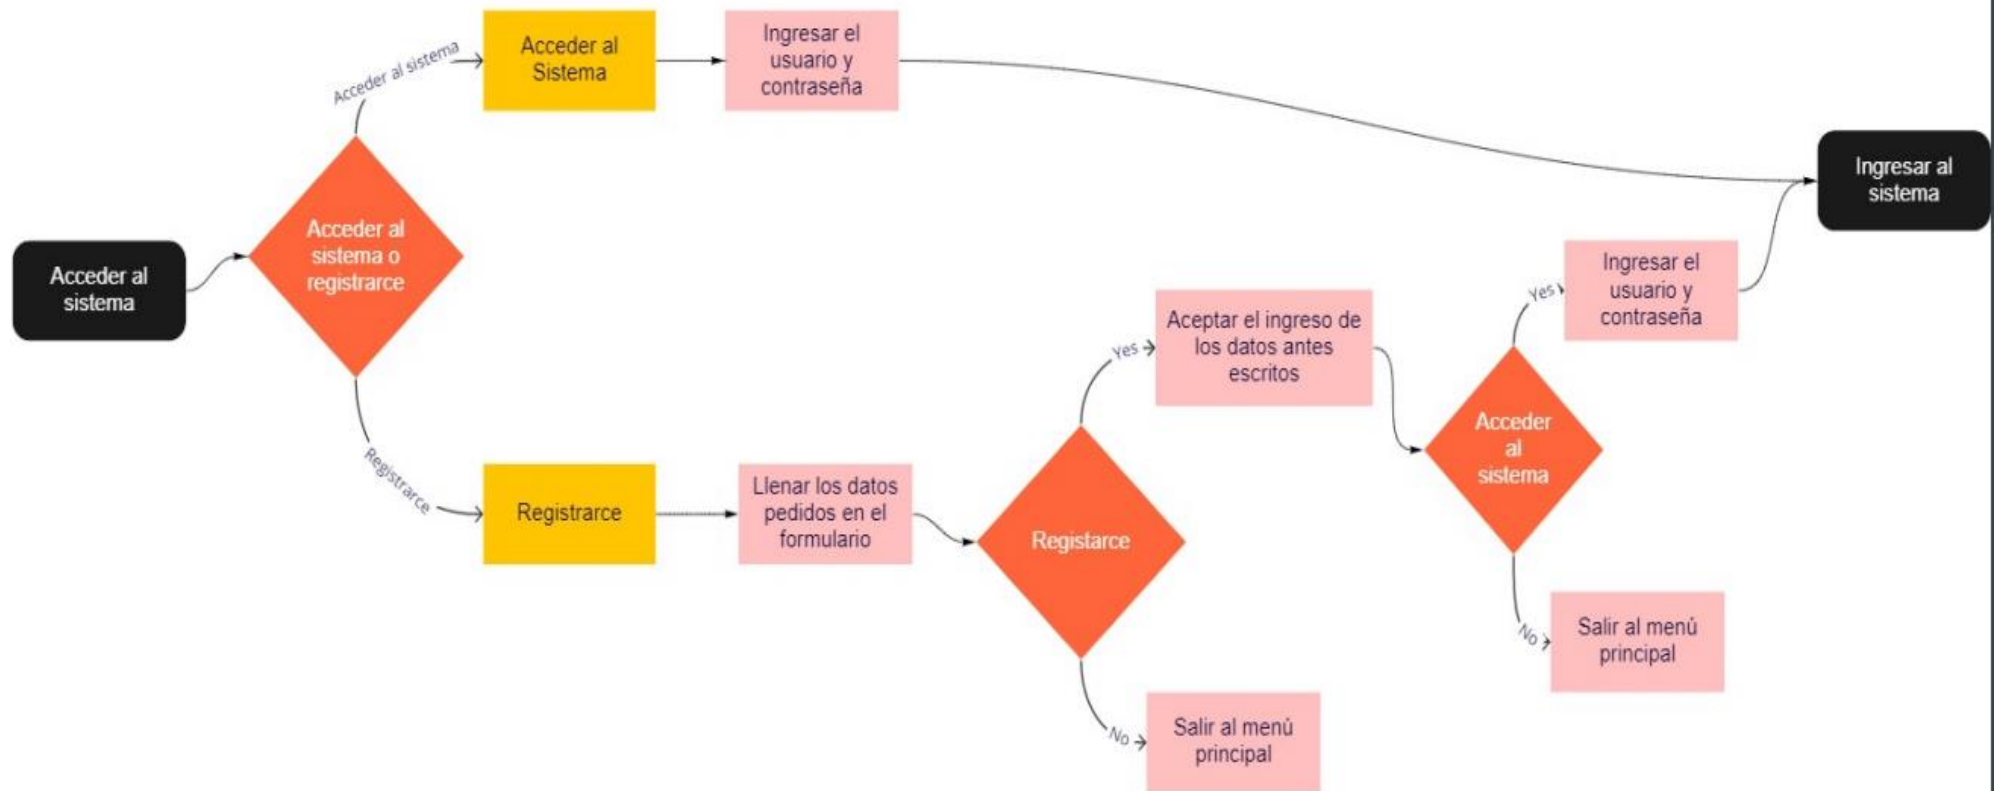 Acceder al
sistema
Acceder al
sistema o
registrarce
Acceder al sistema
Acceder al
Sistema
Ingresar el
usuario y
contraseña
Ingresar al
sistema
Registrarce
Registrarce
Llenar los datos
pedidos en el
formulario
Registarce
Yes
Aceptar el ingreso de
los datos antes
escritos
No
Salir al menú
principal
Acceder
al
sistema
Yes
Ingresar el
usuario y
contraseña
No
Salir al menú
principal